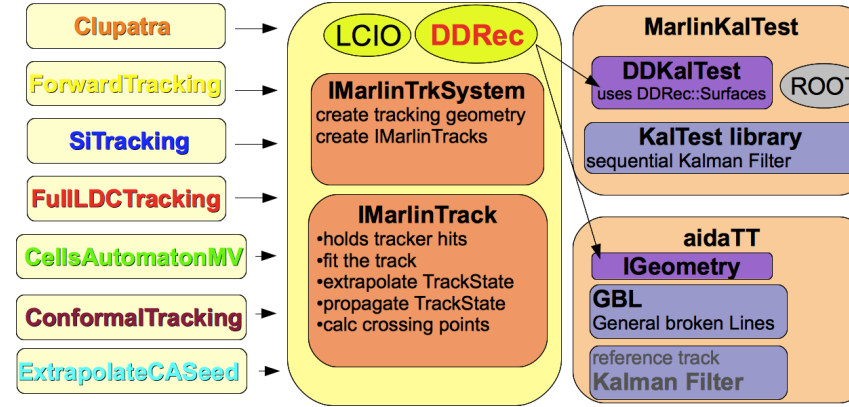 Clupatra
ForwardTracking
SiTracking
FullLDCTracking
CellsAutomatonMV
ConformalTracking
ExtrapolateCASeed
LCIO
DDRec
IMarlinTrkSystem
create tracking geometry
create IMarlinTracks
IMarlinTrack
•holds tracker hits
•fit the track
•extrapolate TrackState
•propagate TrackState
•calc crossing points
MarlinKalTest
DDKalTest
uses DDRec::Surfaces
ROOT
KalTest library
sequential Kalman Filter
aidaTT
IGeometry
GBL
General broken Lines
reference track
Kalman Filter